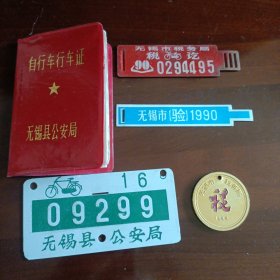 自行车行车证
无锡县公安局
无锡市税务局
税 讫
90 0294495
无锡市(验)1990
16
09299
无锡县 公安局
税